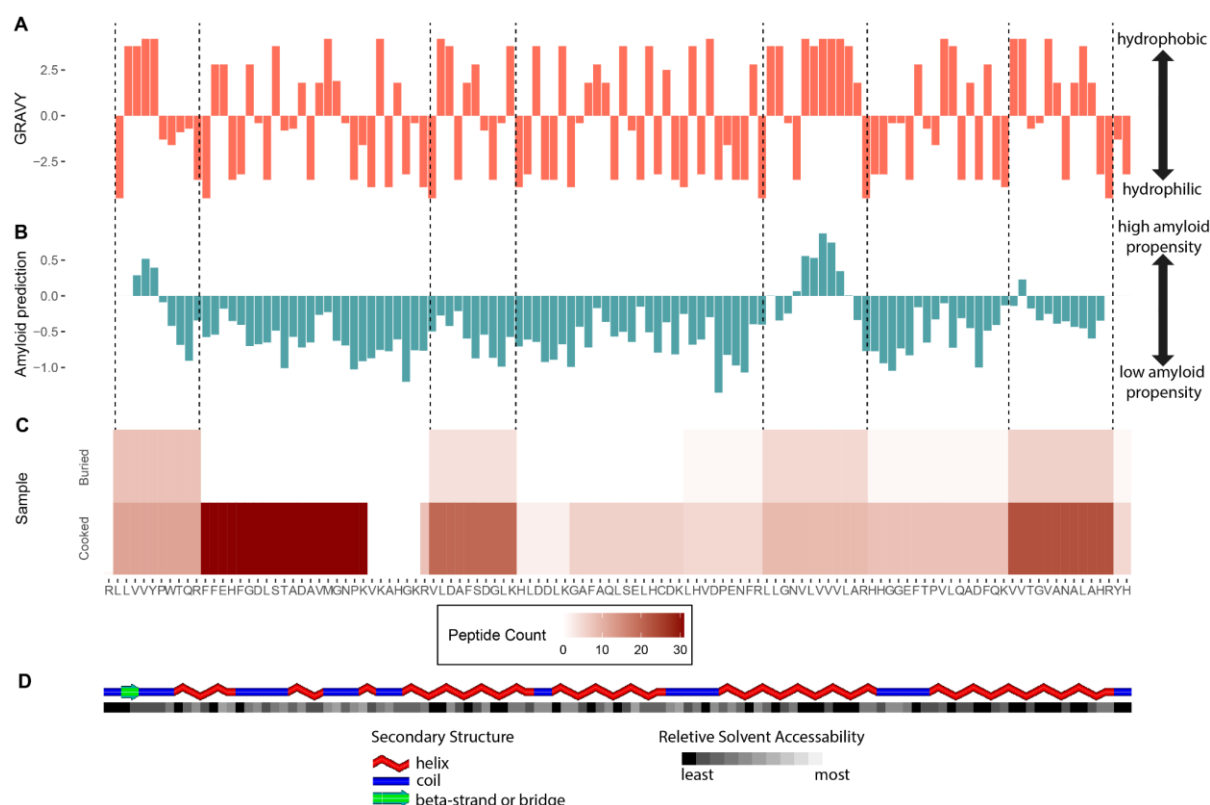 A
GRAVY
2.5
0.0
−2.5
hydrophobic
hydrophilic
B
Amyloid prediction
0.5
0.0
−0.5
−1.0
high amyloid
propensity
low amyloid
propensity
C
Sample
Buried
Cooked
RLLVVYPWTQRFFEHFGDLSTADAVMGNPKVKAHGKRVLDAFSDGLKHLDDLKGAFAQLSELHCDKLHVDPENFRLLGNVLVVVLARHHGGEFTPVLQADFQKVVTGVANALAHRYH
Peptide Count
0 10 20 30
D
Secondary Structure
helix
coil
beta-strand or bridge
Reletive Solvent Accessability
least most